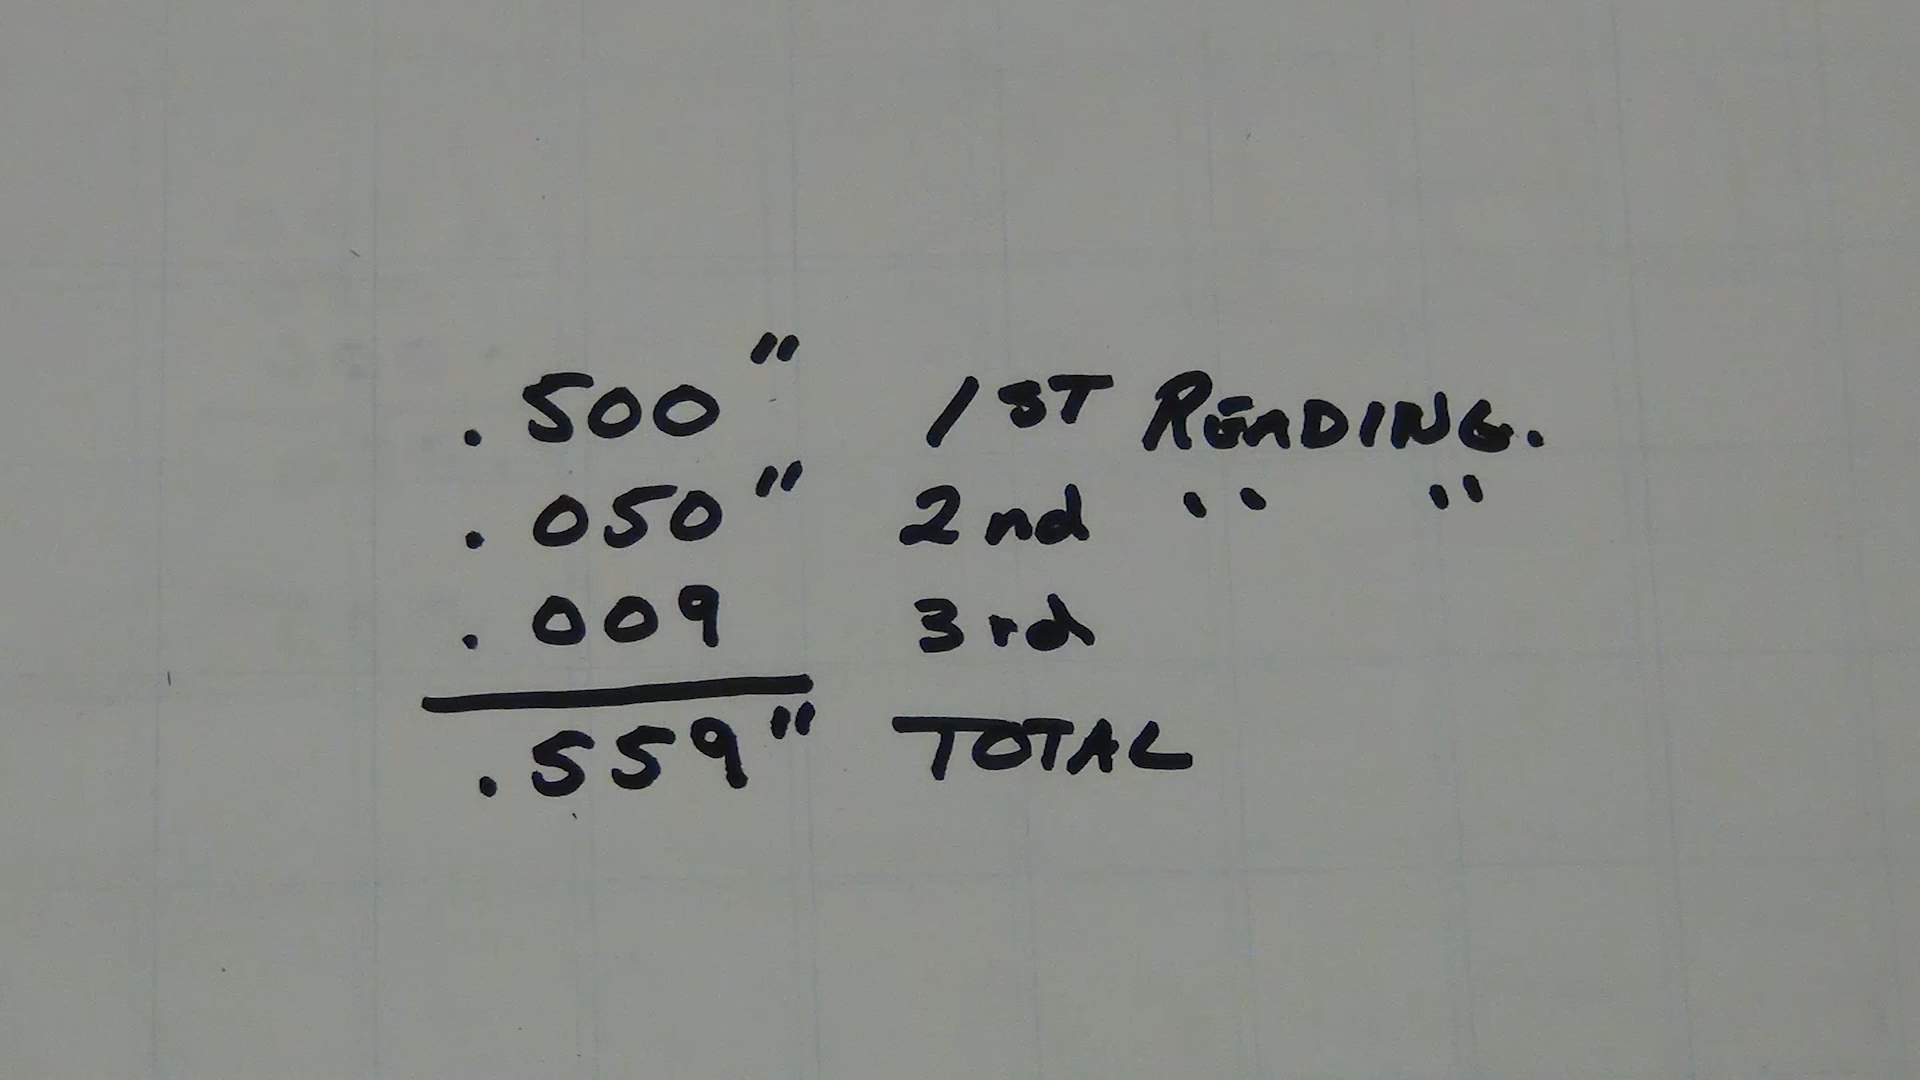 .500" 1ST READING.
.050" 2nd " "
.009 3rd
.559" TOTAL